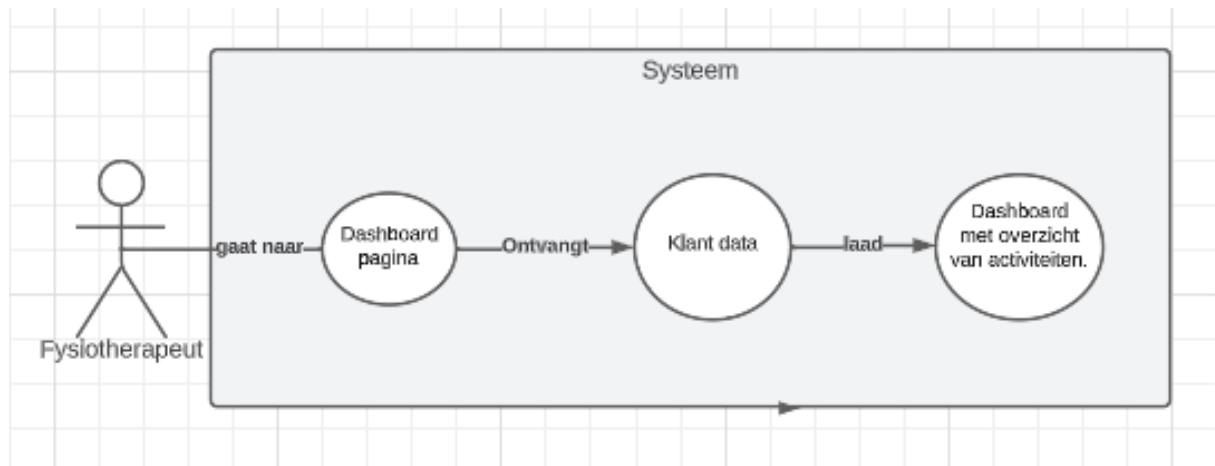 Systeem
gaat naar
Dashboard
pagina
Ontvangt
Klant data
laad
Dashboard
met overzicht
van activiteiten.
Fysiotherapeut